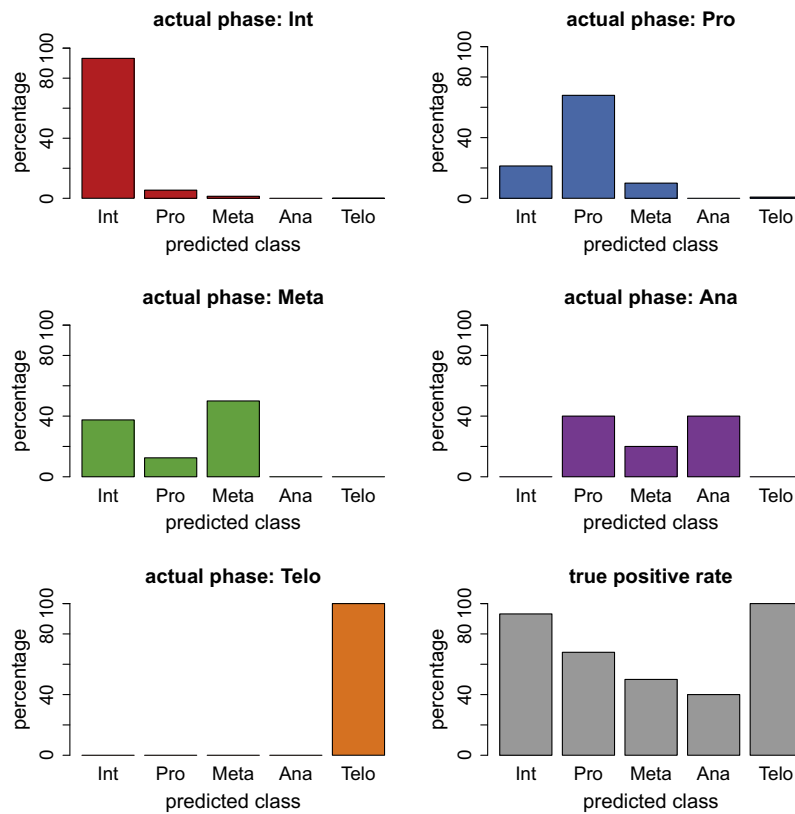 actual phase: Int
percentage
0 40 80 100
Int Pro Meta Ana Telo
predicted class
actual phase: Pro
percentage
0 40 80 100
Int Pro Meta Ana Telo
predicted class
actual phase: Meta
percentage
0 40 80 100
Int Pro Meta Ana Telo
predicted class
actual phase: Ana
percentage
0 40 80 100
Int Pro Meta Ana Telo
predicted class
actual phase: Telo
percentage
0 40 80 100
Int Pro Meta Ana Telo
predicted class
true positive rate
percentage
0 40 80 100
Int Pro Meta Ana Telo
predicted class